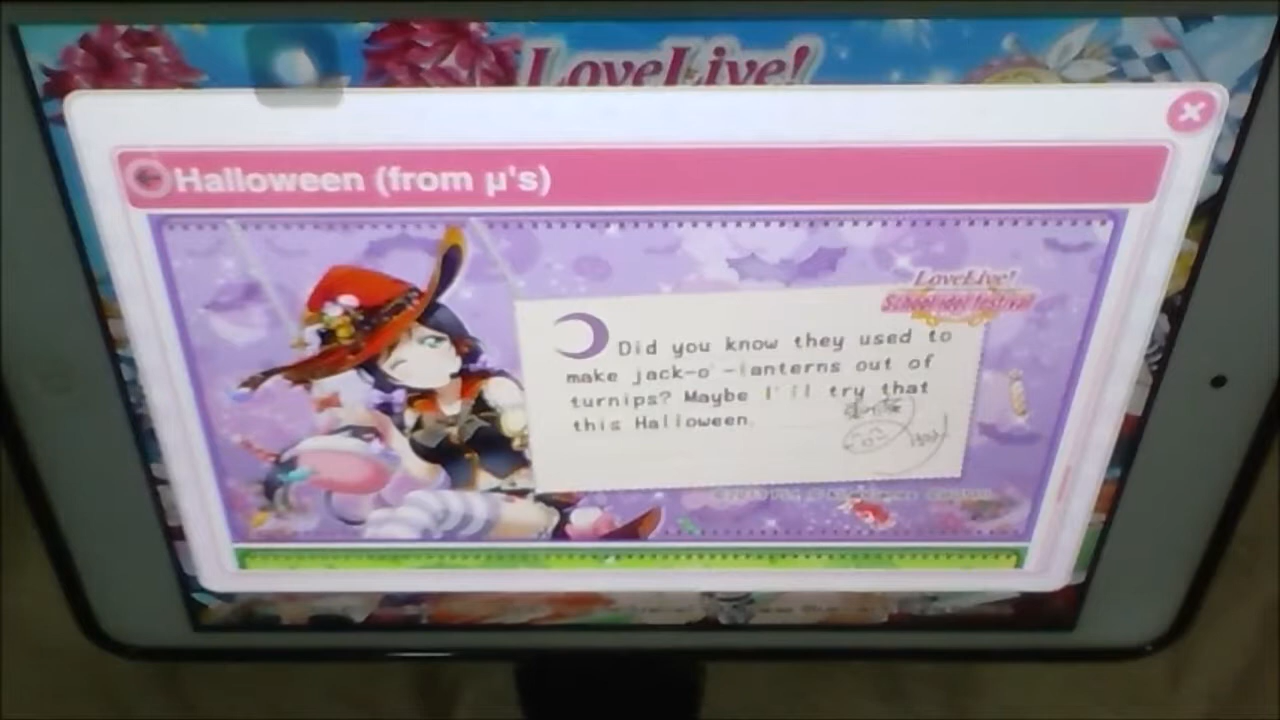 LoveLive!
Halloween (from μ's)
LoveLive!
School idol festival
Did you know they used to
make jack-o'-lanterns out of
turnips? Maybe I'll try that
this Halloween.